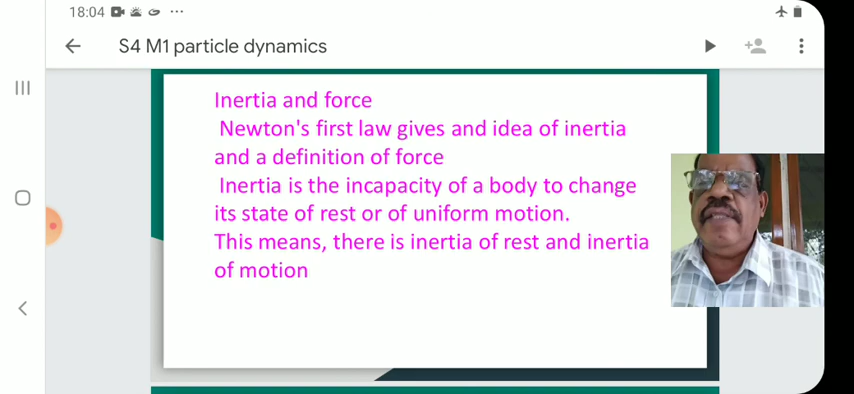 18:04
S4 M1 particle dynamics
Inertia and force
Newton's first law gives and idea of inertia
and a definition of force
Inertia is the incapacity of a body to change
its state of rest or of uniform motion.
This means, there is inertia of rest and inertia
of motion